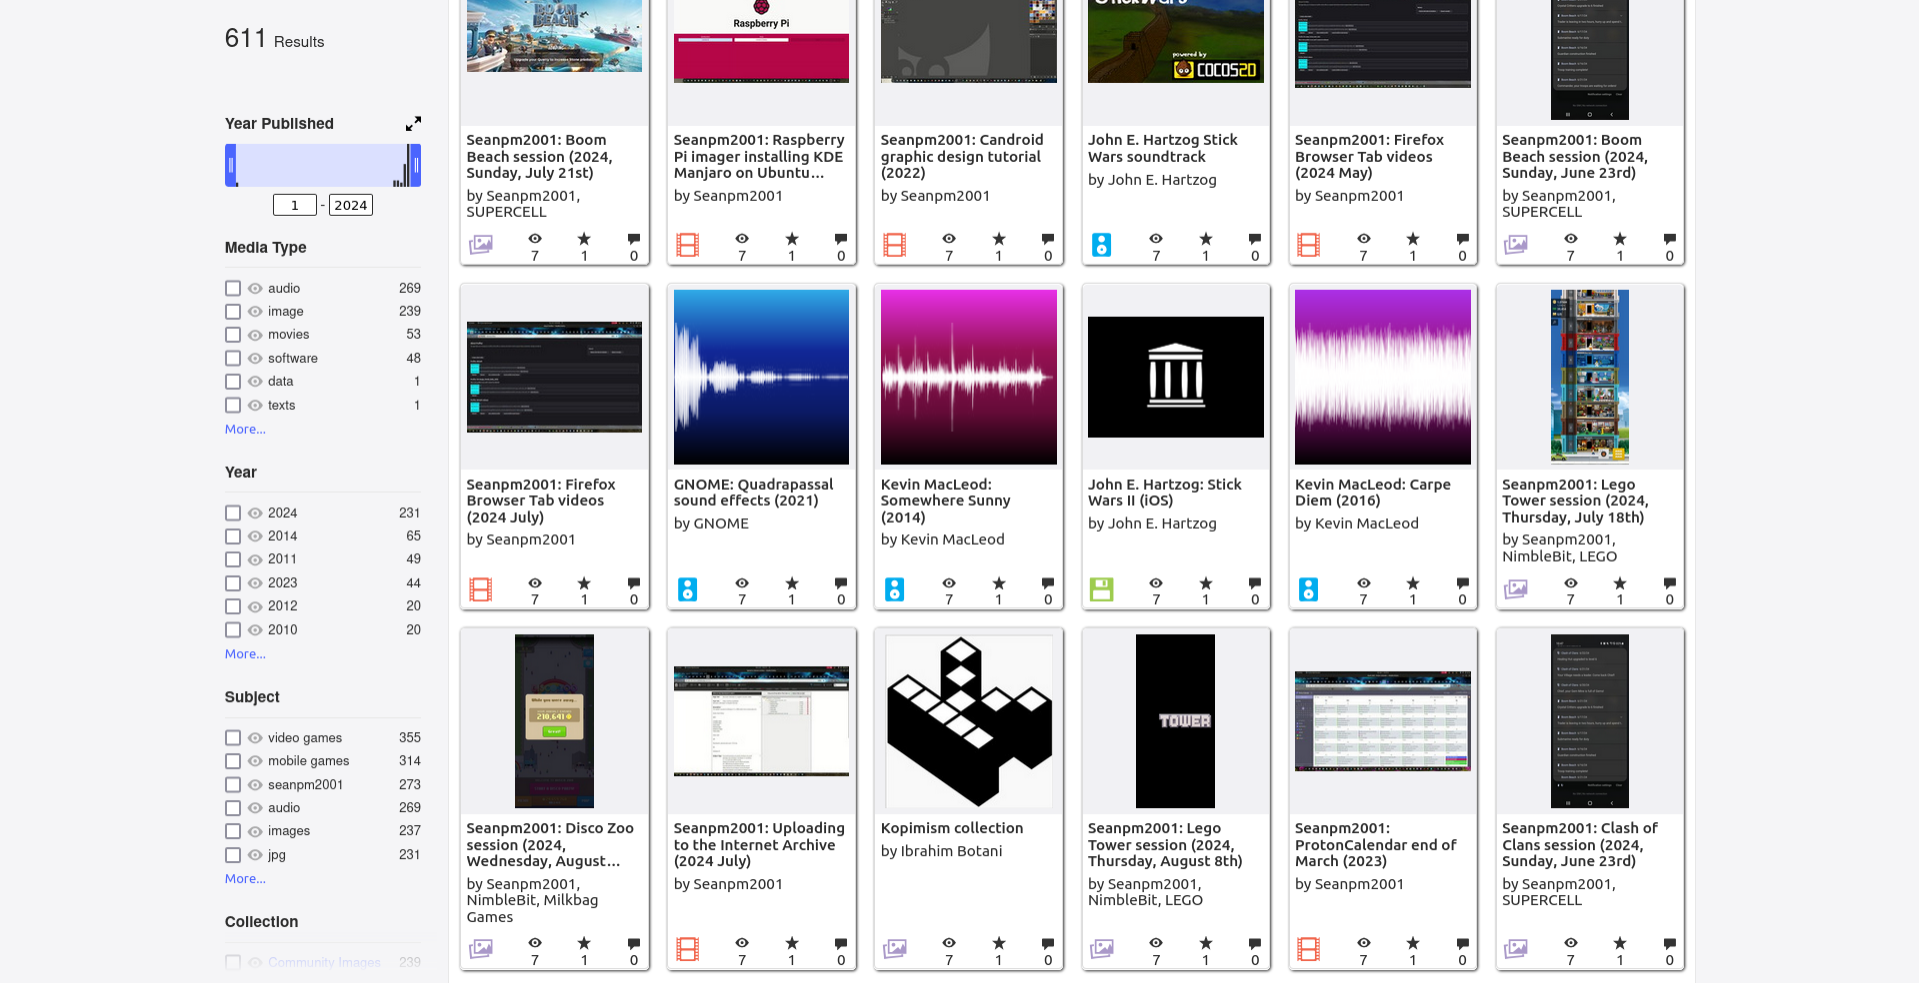 611 Results
Year Published
1 - 2024
Media Type
audio 269
image 239
movies 53
software 48
data 1
texts 1
More...
Year
2024 231
2014 65
2011 49
2023 44
2012 20
2010 20
More...
Subject
video games 355
mobile games 314
seanpm2001 273
audio 269
images 237
jpg 231
More...
Collection
Community Images 239
BOOM BEACH
Seanpm2001: Boom
Beach session (2024,
Sunday, July 21st)
by Seanpm2001,
SUPERCELL
7 1 0
Raspberry Pi
Seanpm2001: Raspberry
Pi imager installing KDE
Manjaro on Ubuntu...
by Seanpm2001
7 1 0
Seanpm2001: Candroid
graphic design tutorial
(2022)
by Seanpm2001
7 1 0
powered by
COCOS2D
John E. Hartzog Stick
Wars soundtrack
by John E. Hartzog
7 1 0
Seanpm2001: Firefox
Browser Tab videos
(2024 May)
by Seanpm2001
7 1 0
Seanpm2001: Boom
Beach session (2024,
Sunday, June 23rd)
by Seanpm2001,
SUPERCELL
7 1 0
Seanpm2001: Firefox
Browser Tab videos
(2024 July)
by Seanpm2001
7 1 0
GNOME: Quadrapassal
sound effects (2021)
by GNOME
7 1 0
Kevin MacLeod:
Somewhere Sunny
(2014)
by Kevin MacLeod
7 1 0
John E. Hartzog: Stick
Wars II (iOS)
by John E. Hartzog
7 1 0
Kevin MacLeod: Carpe
Diem (2016)
by Kevin MacLeod
7 1 0
Seanpm2001: Lego
Tower session (2024,
Thursday, July 18th)
by Seanpm2001,
NimbleBit, LEGO
7 1 0
While you were away...
210,641
Seanpm2001: Disco Zoo
session (2024,
Wednesday, August...
by Seanpm2001,
NimbleBit, Milkbag
Games
7 1 0
Seanpm2001: Uploading
to the Internet Archive
(2024 July)
by Seanpm2001
7 1 0
Kopimism collection
by Ibrahim Botani
7 1 0
TOWER
Seanpm2001: Lego
Tower session (2024,
Thursday, August 8th)
by Seanpm2001,
NimbleBit, LEGO
7 1 0
Seanpm2001:
ProtonCalendar end of
March (2023)
by Seanpm2001
7 1 0
Seanpm2001: Clash of
Clans session (2024,
Sunday, June 23rd)
by Seanpm2001,
SUPERCELL
7 1 0